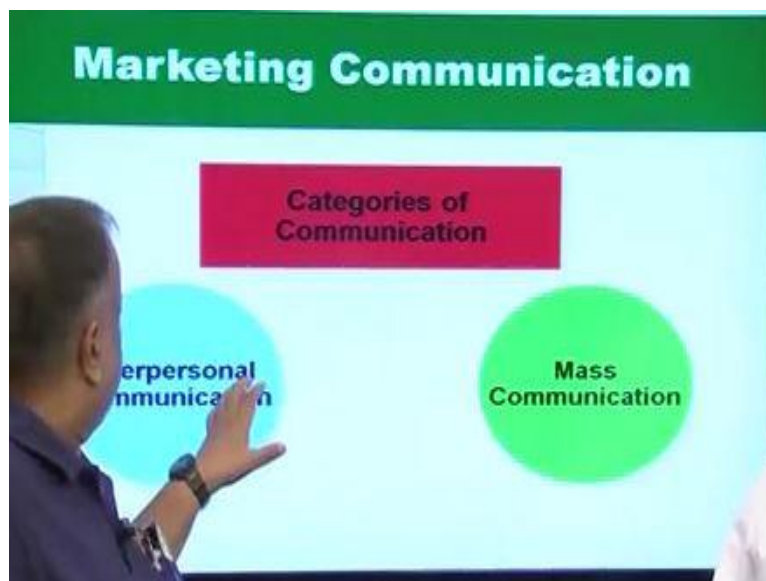 Marketing Communication
Categories of
Communication
erpersonal
mmunica n
Mass
Communication